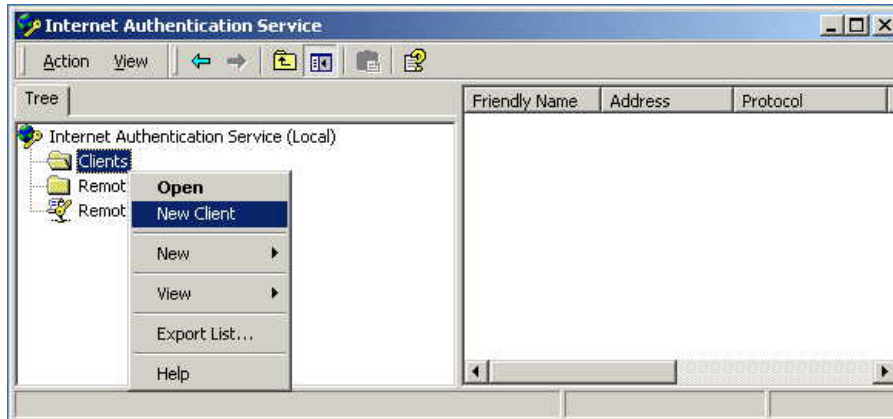 Internet Authentication Service
Action View
Tree
Friendly Name Address Protocol
Internet Authentication Service (Local)
Clients
Remot
Remot
Open
New Client
New
View
Export List...
Help